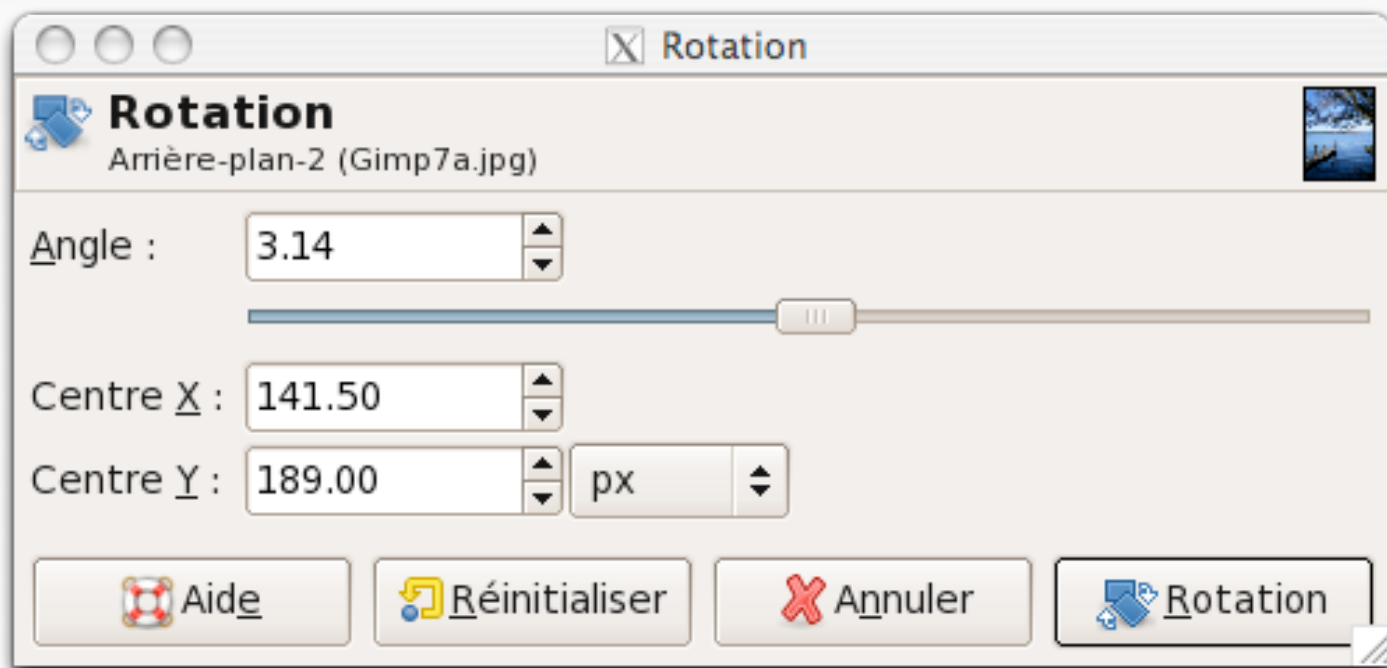 Rotation
Rotation
Arrière-plan-2 (Gimp7a.jpg)
Angle : 3.14
Centre X : 141.50
Centre Y : 189.00 px
Aide Réinitialiser Annuler Rotation